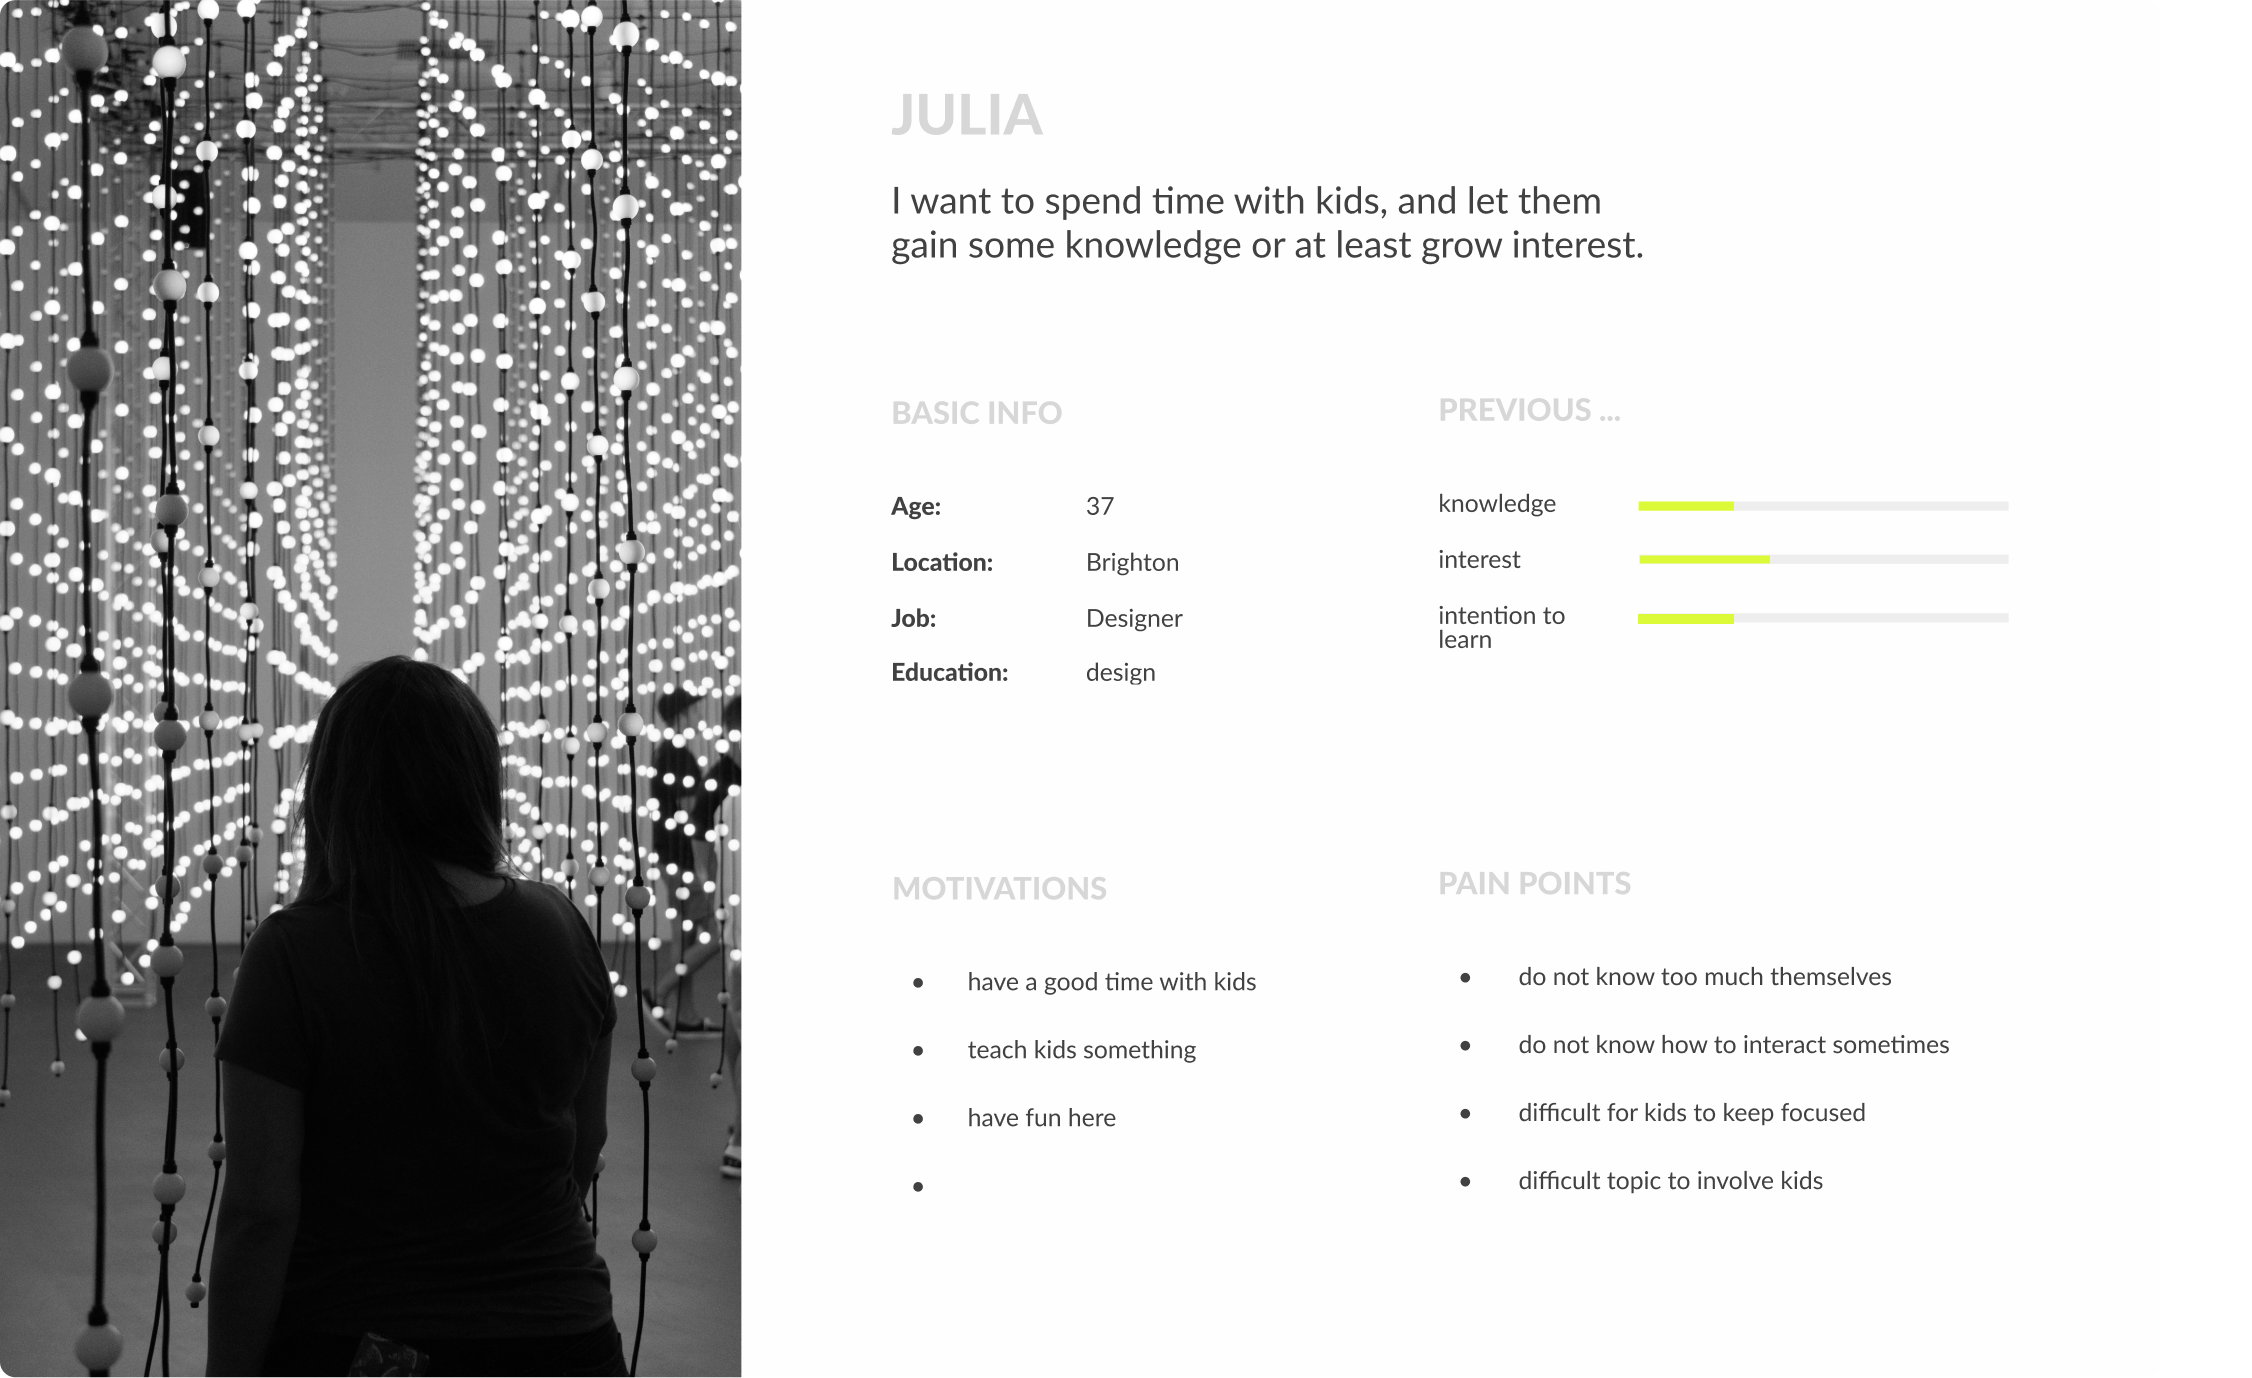 JULIA
I want to spend time with kids, and let them
gain some knowledge or at least grow interest.
BASIC INFO
Age: 37
Location: Brighton
Job: Designer
Education: design
PREVIOUS ...
knowledge
interest
intention to
learn
MOTIVATIONS
• have a good time with kids
• teach kids something
• have fun here
•
PAIN POINTS
• do not know too much themselves
• do not know how to interact sometimes
• difficult for kids to keep focused
• difficult topic to involve kids